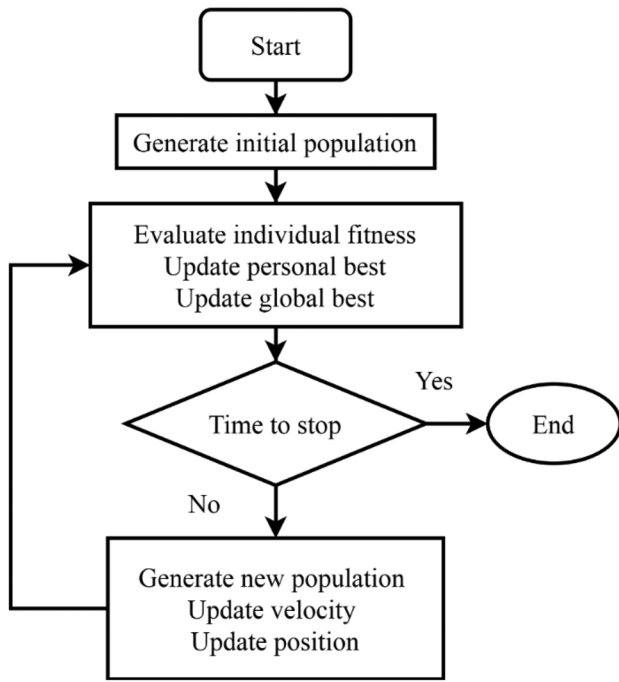 Start
Generate initial population
Evaluate individual fitness
Update personal best
Update global best
Time to stop
Yes
End
No
Generate new population
Update velocity
Update position